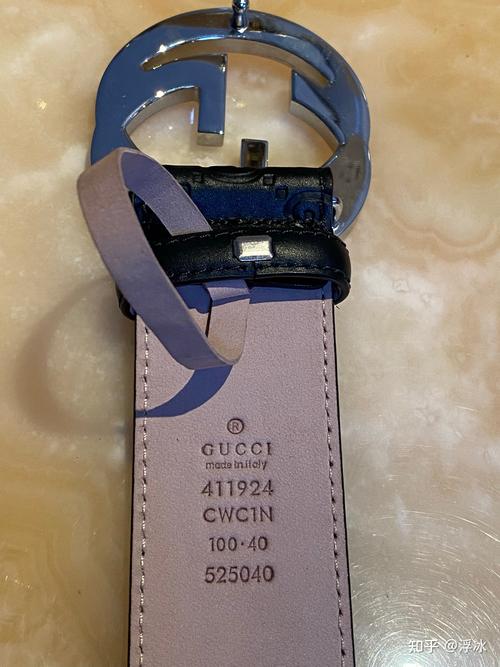 ®
GUCCI
made in italy
411924
CWC1N
100·40
525040
知乎 @浮冰